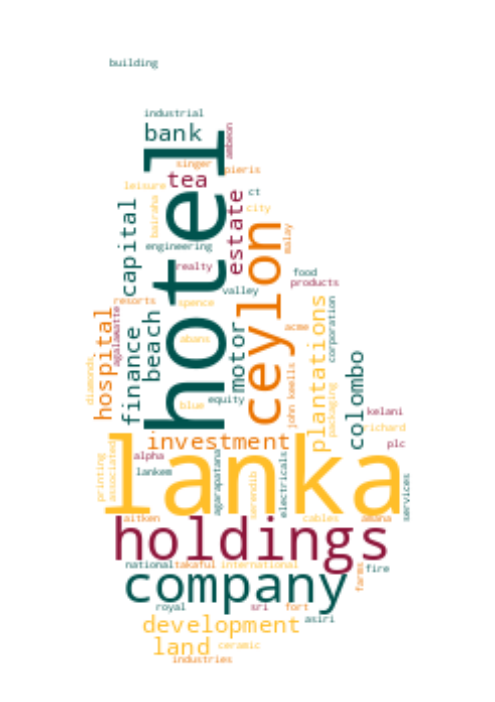 building
industrial
bank
ambeon
hotel
singer
pieris
tea
leisure
ct
estate
capital
bairaha
city
ceylon
engineering
malay
realty
food
products
valley
resorts
spence
plantations
corporation
hospital
agalawatte
beach
finance
motor
acme
abans
colombo
diamonds
john keells
packaging
equity
blue
kelani
richard
investment
plc
lanka
alpha
lankem
printing
associated
agarapatana
serendib
electricals
services
aitken
cables
amana
holdings
national
takaful
international
fire
farms
company
royal
sri
fort
asiri
development
land
ceramic
industries